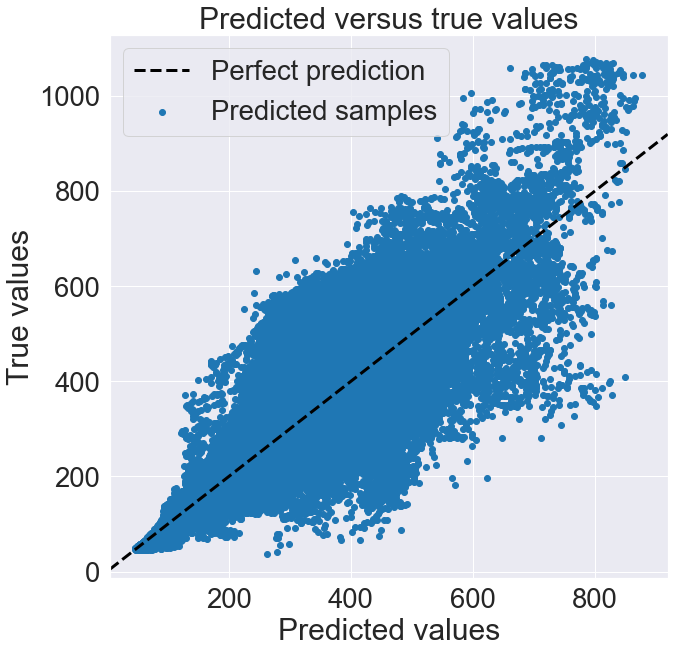 Predicted versus true values
Perfect prediction
Predicted samples
1000
800
600
400
200
0
True values
200 400 600 800
Predicted values